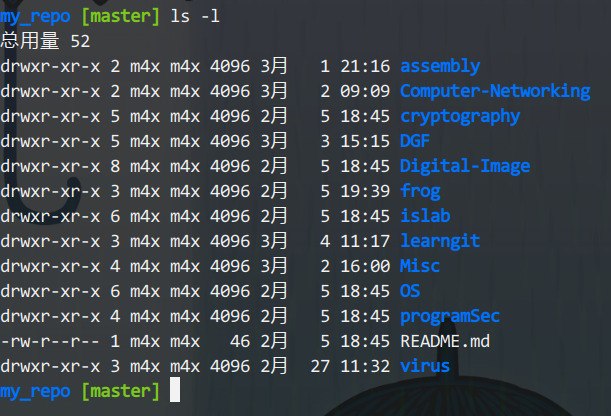 my_repo [master] ls -l
总用量 52
drwxr-xr-x 2 m4x m4x 4096 3月   1 21:16 assembly
drwxr-xr-x 2 m4x m4x 4096 3月   2 09:09 Computer-Networking
drwxr-xr-x 5 m4x m4x 4096 2月   5 18:45 cryptography
drwxr-xr-x 5 m4x m4x 4096 3月   3 15:15 DGF
drwxr-xr-x 8 m4x m4x 4096 2月   5 18:45 Digital-Image
drwxr-xr-x 3 m4x m4x 4096 2月   5 19:39 frog
drwxr-xr-x 6 m4x m4x 4096 2月   5 18:45 islab
drwxr-xr-x 3 m4x m4x 4096 3月   4 11:17 learngit
drwxr-xr-x 4 m4x m4x 4096 3月   2 16:00 Misc
drwxr-xr-x 6 m4x m4x 4096 2月   5 18:45 OS
drwxr-xr-x 4 m4x m4x 4096 2月   5 18:45 programSec
-rw-r--r-- 1 m4x m4x   46 2月   5 18:45 README.md
drwxr-xr-x 3 m4x m4x 4096 2月  27 11:32 virus
my_repo [master]